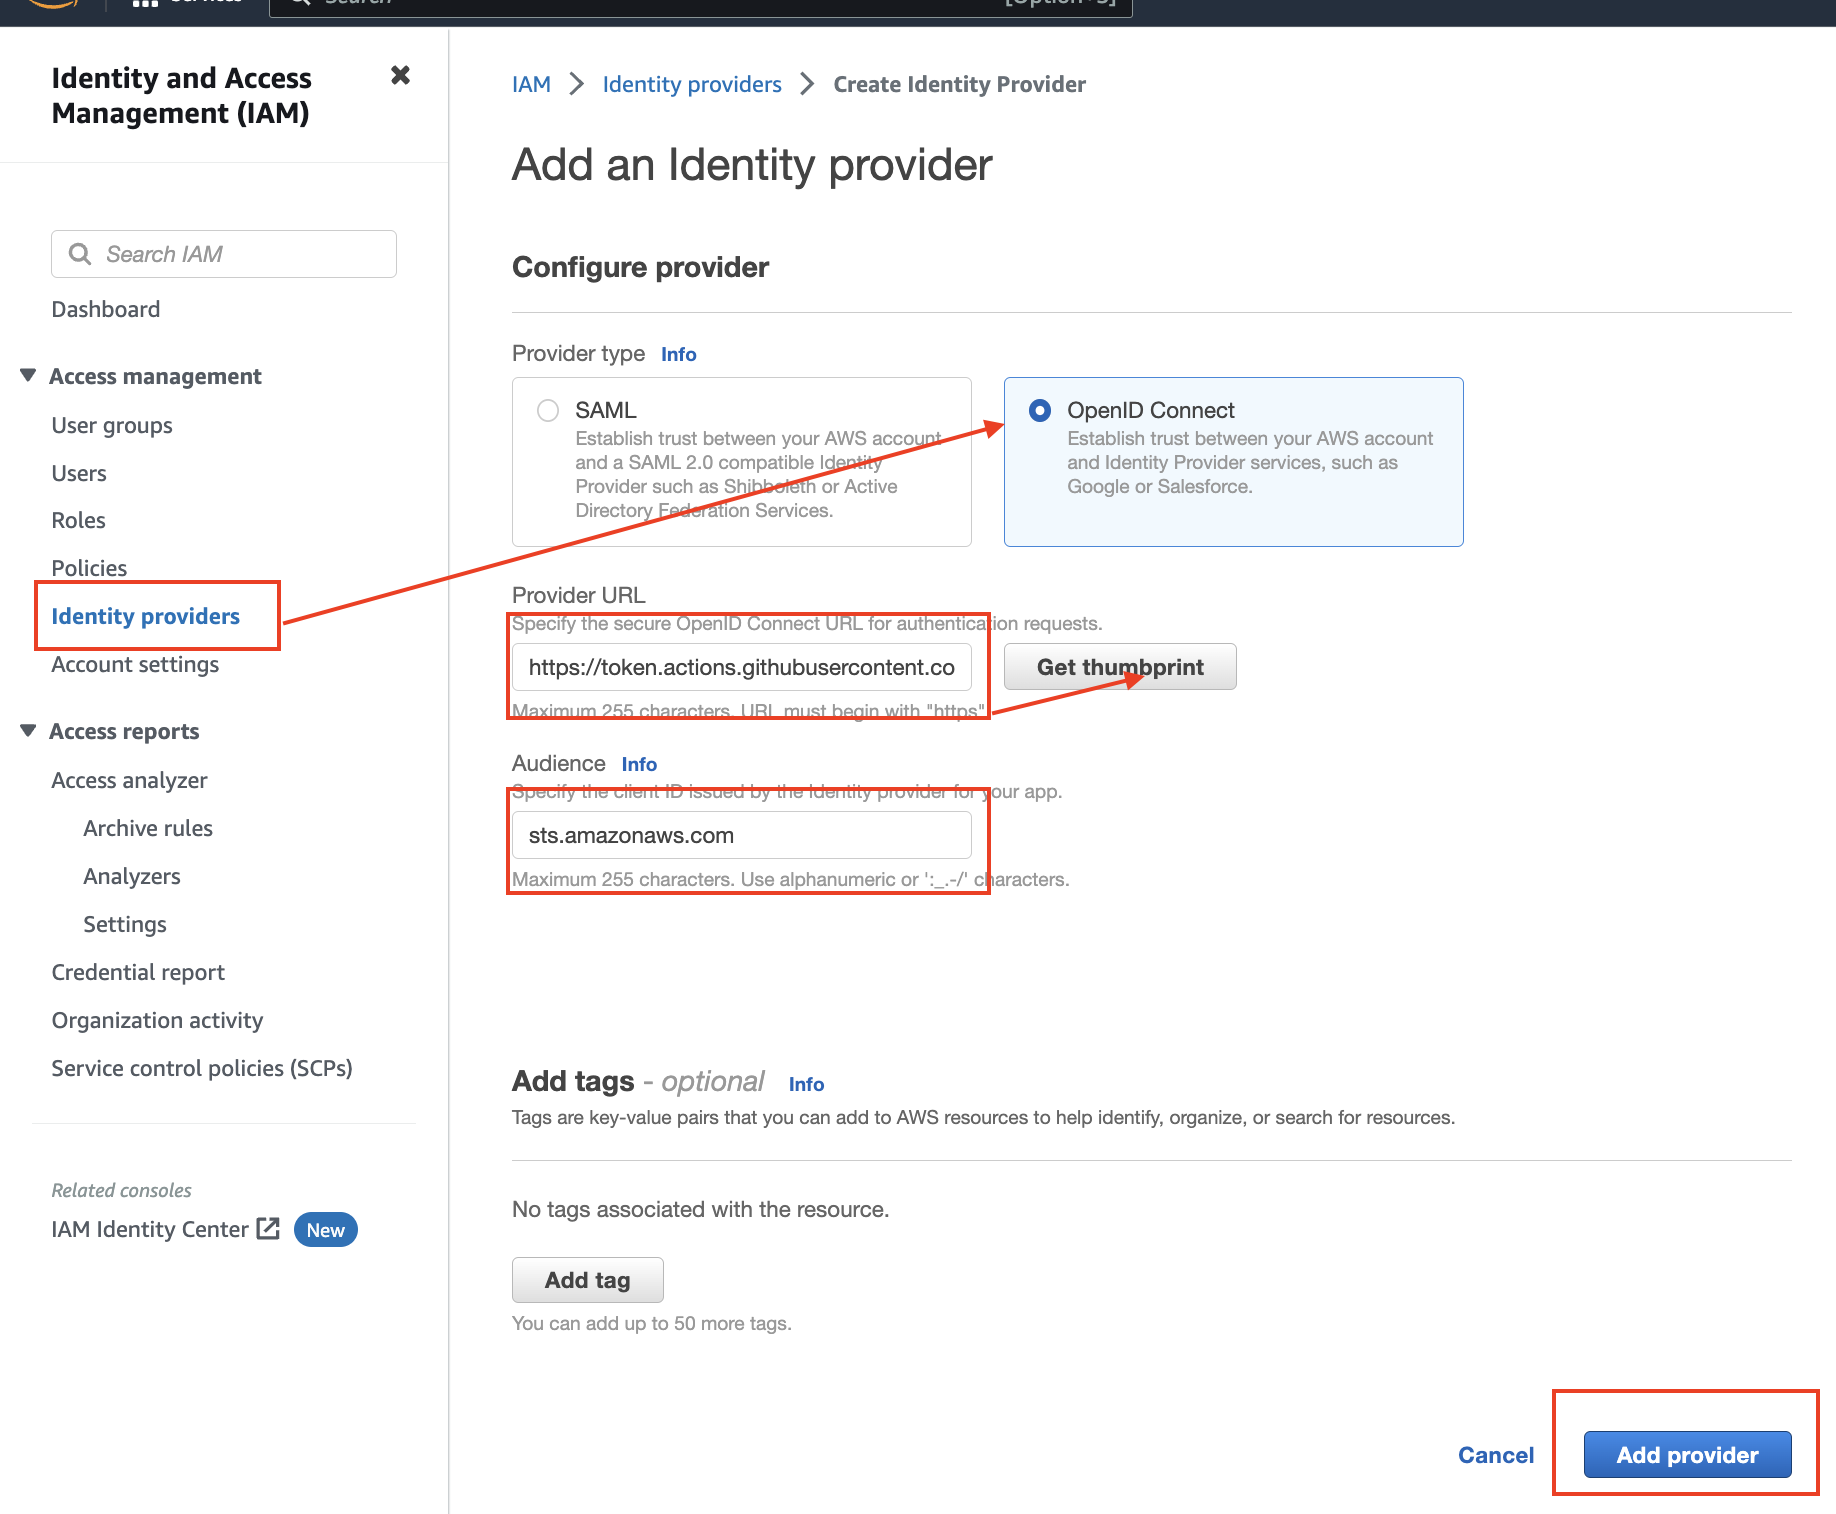 Services
Search
[Option+S]
Identity and Access
Management (IAM)
Search IAM
Dashboard
Access management
User groups
Users
Roles
Policies
Identity providers
Account settings
Access reports
Access analyzer
Archive rules
Analyzers
Settings
Credential report
Organization activity
Service control policies (SCPs)
Related consoles
IAM Identity Center
New
IAM > Identity providers > Create Identity Provider
Add an Identity provider
Configure provider
Provider type Info
SAML
Establish trust between your AWS account
and a SAML 2.0 compatible Identity
Provider such as Shibboleth or Active
Directory Federation Services.
OpenID Connect
Establish trust between your AWS account
and Identity Provider services, such as
Google or Salesforce.
Provider URL
Specify the secure OpenID Connect URL for authentication requests.
https://token.actions.githubusercontent.co
Get thumbprint
Maximum 255 characters. URL must begin with "https"
Audience Info
Specify the client ID issued by the Identity provider for your app.
sts.amazonaws.com
Maximum 255 characters. Use alphanumeric or ':_.-/' characters.
Add tags - optional Info
Tags are key-value pairs that you can add to AWS resources to help identify, organize, or search for resources.
No tags associated with the resource.
Add tag
You can add up to 50 more tags.
Cancel
Add provider